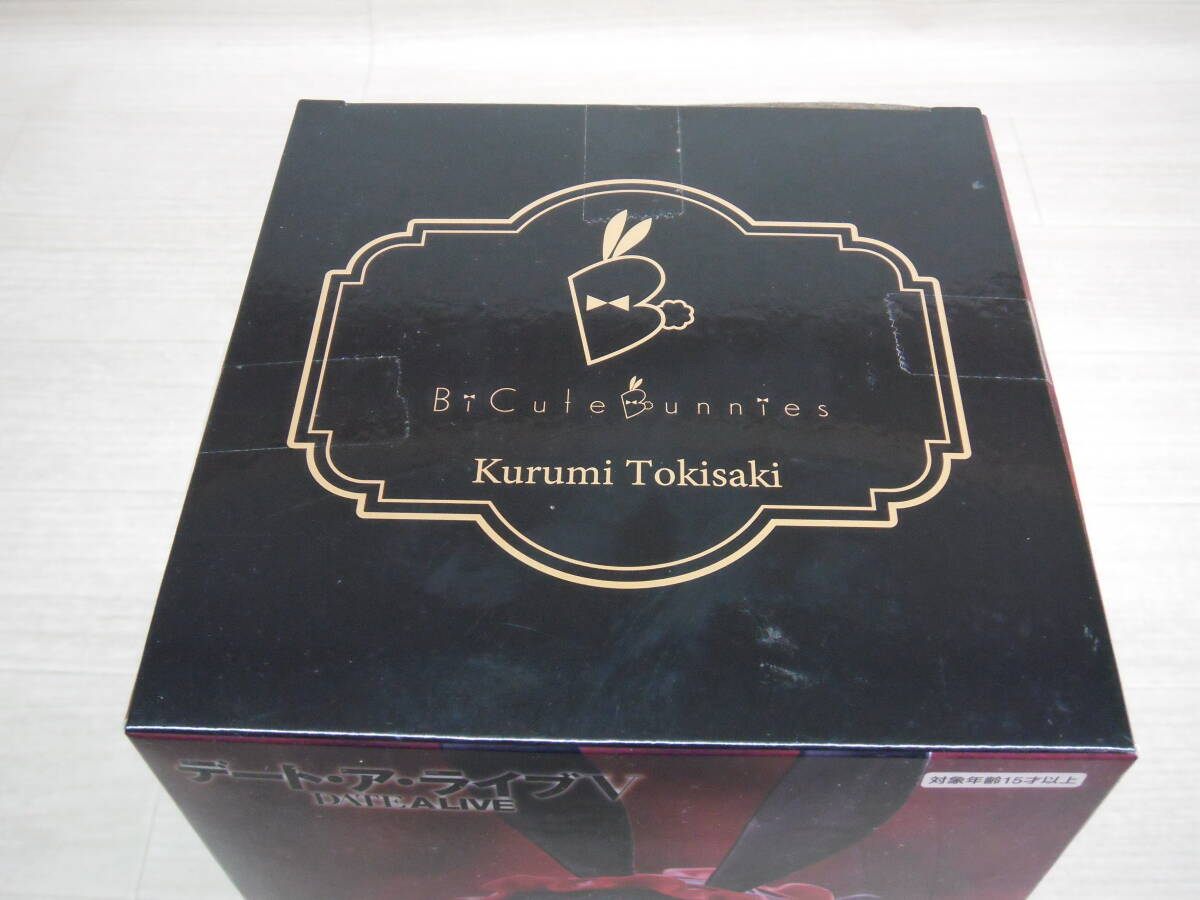 BiCute Bunnies
Kurumi Tokisaki
デート・ア・ライブV
DATE A LIVE
対象年齢15才以上